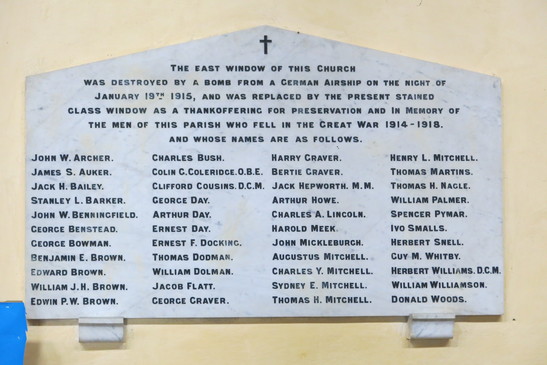 THE EAST WINDOW OF THIS CHURCH
WAS DESTROYED BY A BOMB FROM A GERMAN AIRSHIP ON THE NIGHT OF
JANUARY 19TH 1915, AND WAS REPLACED BY THE PRESENT STAINED
GLASS WINDOW AS A THANKOFFERING FOR PRESERVATION AND IN MEMORY OF
THE MEN OF THIS PARISH WHO FELL IN THE GREAT WAR 1914-1918.
AND WHOSE NAMES ARE AS FOLLOWS.
JOHN W. ARCHER.
JAMES S. AUKER.
JACK H. BAILEY.
STANLEY L. BARKER.
JOHN W. BENNINGFIELD.
GEORGE BENSTEAD.
GEORGE BOWMAN.
BENJAMIN E. BROWN.
EDWARD BROWN.
WILLIAM J.H. BROWN.
EDWIN P.W. BROWN.
CHARLES BUSH.
COLIN C. COLERIDGE. O.B.E.
CLIFFORD COUSINS. D.C.M.
GEORGE DAY.
ARTHUR DAY.
ERNEST DAY.
ERNEST F. DOCKING.
THOMAS DODMAN.
WILLIAM DOLMAN.
JACOB FLATT.
GEORGE GRAVER.
HARRY GRAVER.
BERTIE GRAVER.
JACK HEPWORTH. M.M.
ARTHUR HOWE.
CHARLES A. LINCOLN.
HAROLD MEEK.
JOHN MICKLEBURGH.
AUGUSTUS MITCHELL.
CHARLES Y. MITCHELL.
SYDNEY E. MITCHELL.
THOMAS H. MITCHELL.
HENRY L. MITCHELL.
THOMAS MARTINS.
THOMAS H. NAGLE.
WILLIAM PALMER.
SPENCER PYMAR.
IVO SMALLS.
HERBERT SNELL.
GUY M. WHITBY.
HERBERT WILLIAMS. D.C.M.
WILLIAM WILLIAMSON.
DONALD WOODS.